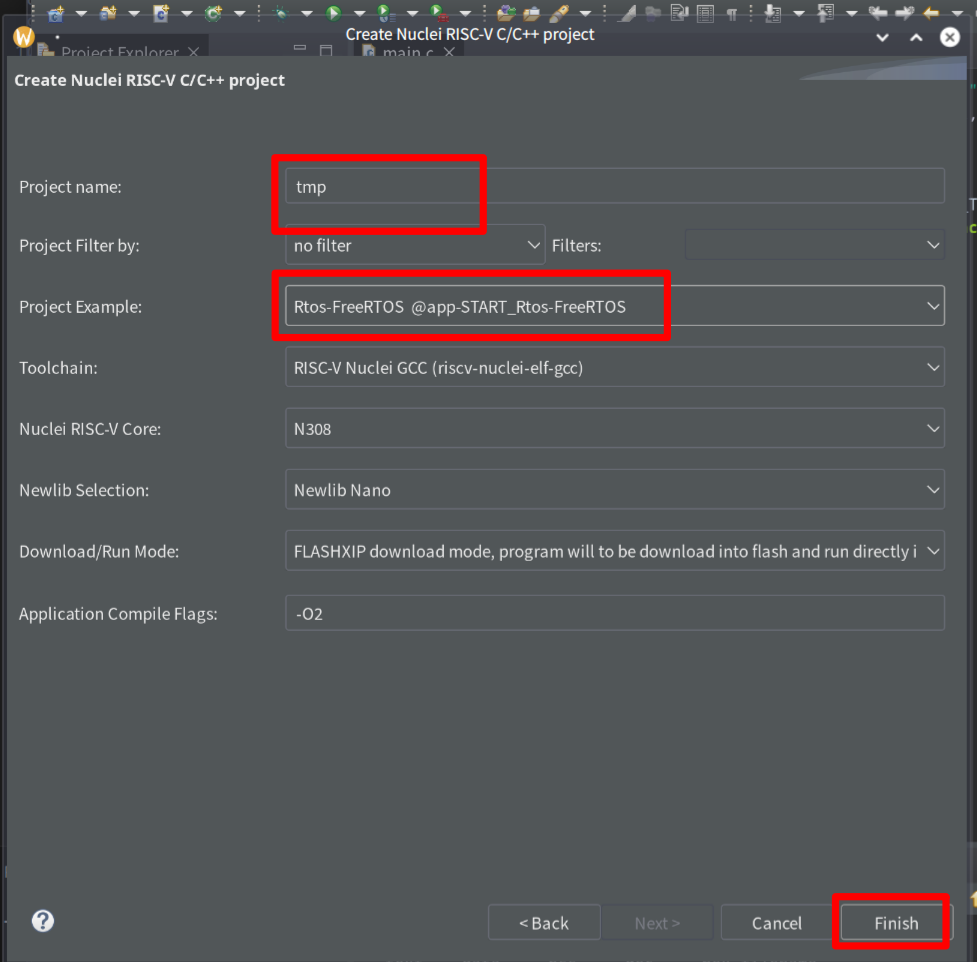 Create Nuclei RISC-V C/C++ project
Project Explorer
main.c
Create Nuclei RISC-V C/C++ project
Project name:
tmp
Project Filter by:
no filter
Filters:
Project Example:
Rtos-FreeRTOS @app-START_Rtos-FreeRTOS
Toolchain:
RISC-V Nuclei GCC (riscv-nuclei-elf-gcc)
Nuclei RISC-V Core:
N308
Newlib Selection:
Newlib Nano
Download/Run Mode:
FLASHXIP download mode, program will to be download into flash and run directly i
Application Compile Flags:
-O2
< Back
Next >
Cancel
Finish